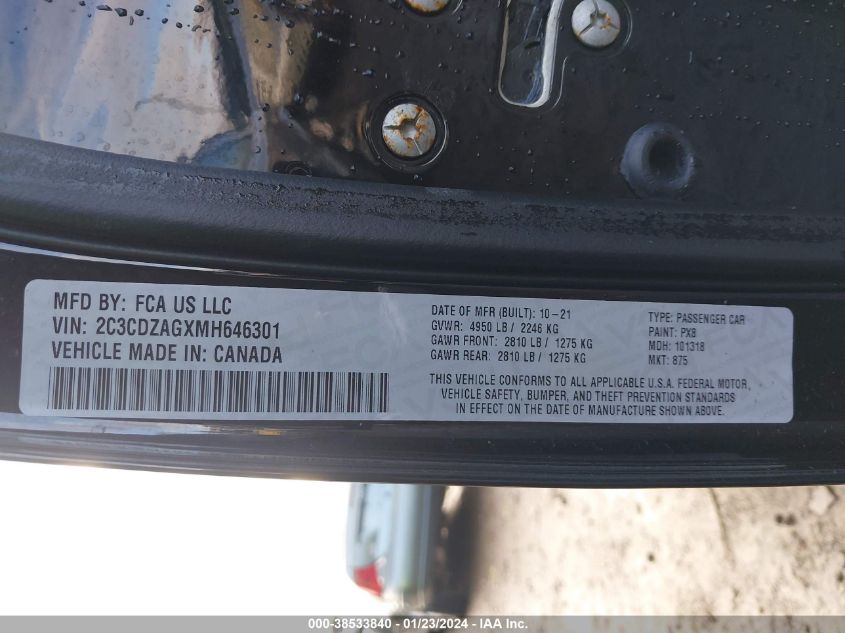 MFD BY: FCA US LLC
VIN: 2C3CDZAGXMH646301
VEHICLE MADE IN: CANADA
DATE OF MFR (BUILT): 10-21
GVWR: 4950 LB / 2246 KG
GAWR FRONT: 2810 LB / 1275 KG
GAWR REAR: 2810 LB / 1275 KG
TYPE: PASSENGER CAR
PAINT: PX8
MDH: 101318
MKT: 875
THIS VEHICLE CONFORMS TO ALL APPLICABLE U.S.A. FEDERAL MOTOR,
VEHICLE SAFETY, BUMPER, AND THEFT PREVENTION STANDARDS
IN EFFECT ON THE DATE OF MANUFACTURE SHOWN ABOVE.
000-38533840 - 01/23/2024 - IAA Inc.